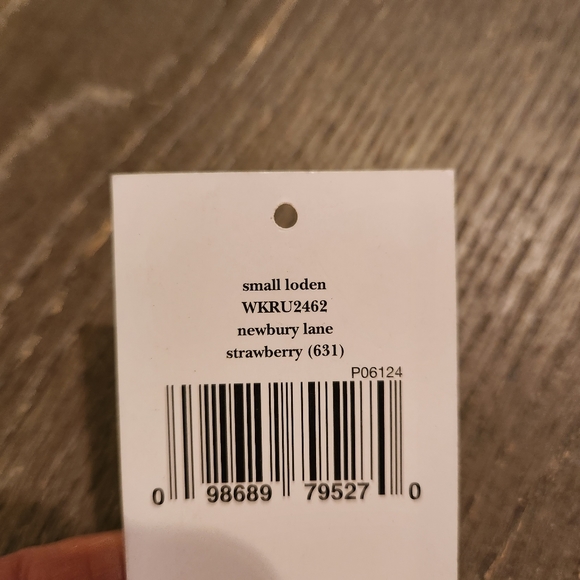 small loden
WKRU2462
newbury lane
strawberry (631)
P06124
0 98689 79527 0